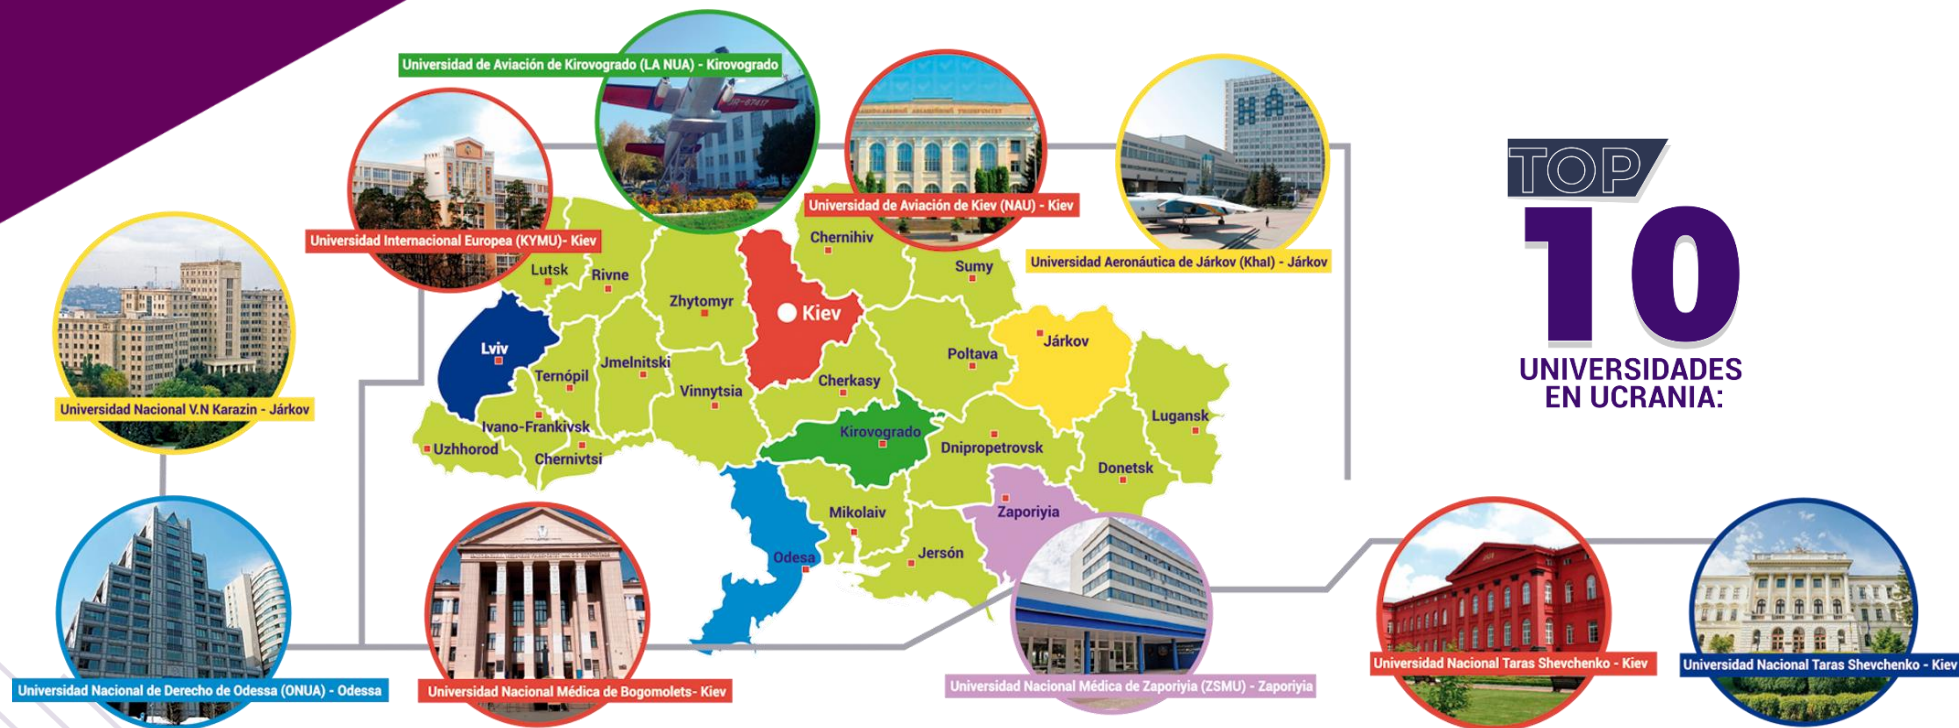 Universidad de Aviación de Kirovogrado (LA NUA) - Kirovogrado
Universidad Internacional Europea (KYMU)- Kiev
Universidad de Aviación de Kiev (NAU) - Kiev
Universidad Aeronáutica de Járkov (KhaI) - Járkov
TOP
10
UNIVERSIDADES
EN UCRANIA:
Universidad Nacional V.N Karazin - Járkov
Chernihiv
Lutsk
Rivne
Sumy
Zhytomyr
Kiev
Lviv
Járkov
Poltava
Ternópil
Jmelnitski
Vinnytsia
Cherkasy
Lugansk
Ivano-Frankivsk
Kirovogrado
Uzhhorod
Chernivtsi
Dnipropetrovsk
Donetsk
Mikolaiv
Zaporiyia
Odesa
Jersón
Universidad Nacional de Derecho de Odessa (ONUA) - Odessa
Universidad Nacional Médica de Bogomolets- Kiev
Universidad Nacional Médica de Zaporiyia (ZSMU) - Zaporiyia
Universidad Nacional Taras Shevchenko - Kiev
Universidad Nacional Taras Shevchenko - Kiev